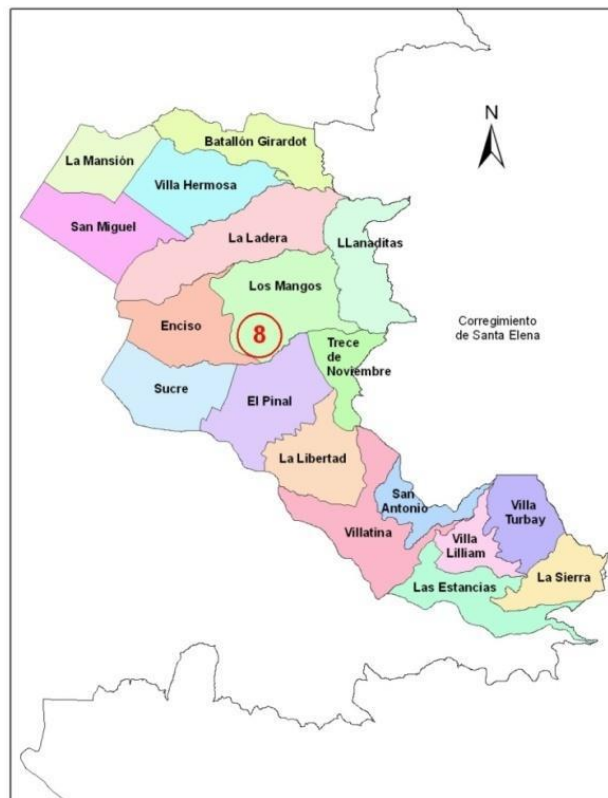 N
Batallón Girardot
La Mansión
Villa Hermosa
San Miguel
La Ladera
LLanaditas
Los Mangos
Corregimiento
de Santa Elena
Enciso
8
Trece
de
Noviembre
Sucre
El Pinal
La Libertad
San
Antonio
Villa
Turbay
Villatina
Villa
Lilliam
La Sierra
Las Estancias